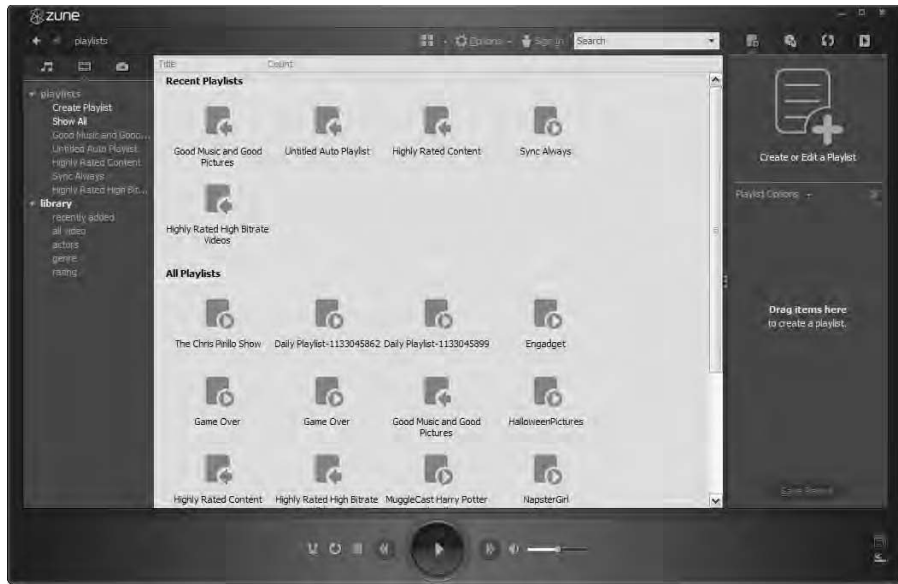 zune
playlists
Options
Sign In
Search
Title
Count
playlists
Create Playlist
Show All
Good Music and Good...
Untitled Auto Playlist
Highly Rated Content
Sync Always
Highly Rated High Bit...
library
recently added
all video
actors
genre
rating
Recent Playlists
Good Music and Good
Pictures
Untitled Auto Playlist
Highly Rated Content
Sync Always
Highly Rated High Bitrate
Videos
All Playlists
The Chris Pirillo Show
Daily Playlist-1133045862
Daily Playlist-1133045899
Engadget
Game Over
Game Over
Good Music and Good
Pictures
HalloweenPictures
Highly Rated Content
Highly Rated High Bitrate
MuggleCast Harry Potter
NapsterGirl
Create or Edit a Playlist
Playlist Options
Drag items here
to create a playlist.